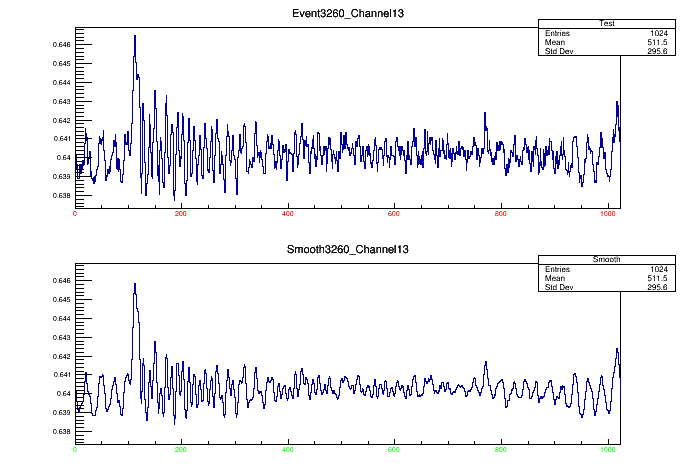 Event3260_Channel13
Test
Entries 1024
Mean 511.5
Std Dev 295.6
0.646
0.645
0.644
0.643
0.642
0.641
0.64
0.639
0.638
0 200 400 600 800 1000
Smooth3260_Channel13
Smooth
Entries 1024
Mean 511.5
Std Dev 295.6
0.646
0.645
0.644
0.643
0.642
0.641
0.64
0.639
0.638
0 200 400 600 800 1000